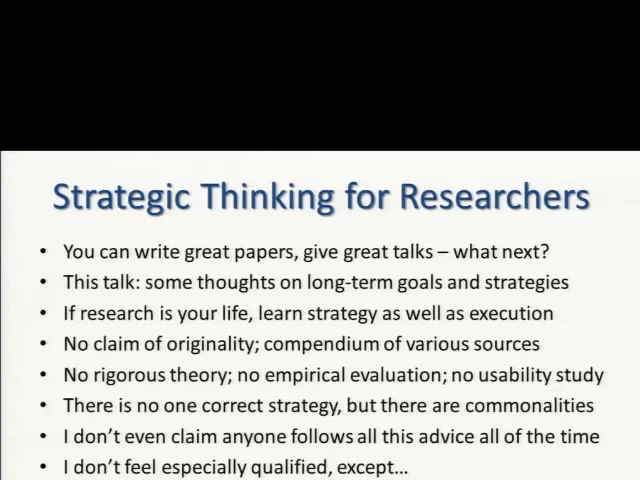 Strategic Thinking for Researchers
• You can write great papers, give great talks – what next?
• This talk: some thoughts on long-term goals and strategies
• If research is your life, learn strategy as well as execution
• No claim of originality; compendium of various sources
• No rigorous theory; no empirical evaluation; no usability study
• There is no one correct strategy, but there are commonalities
• I don't even claim anyone follows all this advice all of the time
• I don't feel especially qualified, except...